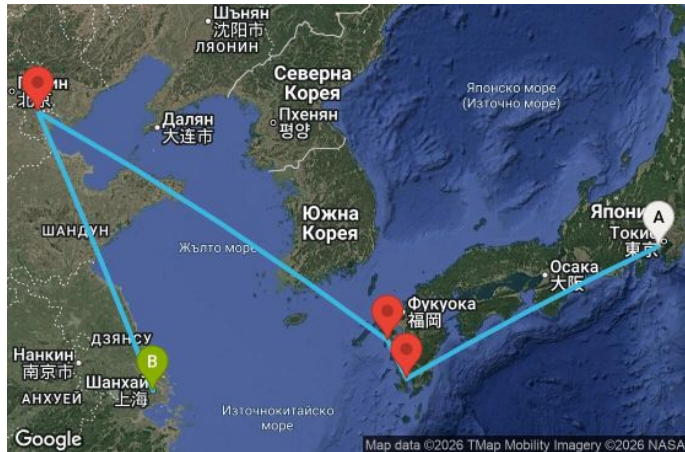 Шънян
沈阳市
ЛЯОНИН
北京
Далян
大连市
Северна
Корея
Пхенян
평양
Японско море
(Източно море)
Южна
Корея
A
Токио
東京
ШАНДУН
Жълто море
Осака
大阪
Фукуока
福岡
ДЗЯНСУ
B
Нанкин
南京市
Шанхай
上海
АНХУЕЙ
Източнокитайско
море
Google
Map data ©2026 TMap Mobility Imagery ©2026 NASA